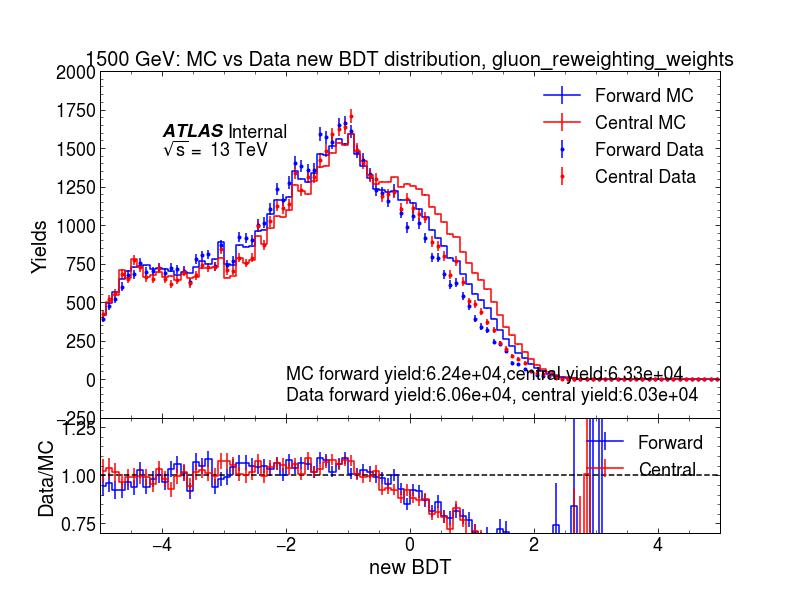 1500 GeV: MC vs Data new BDT distribution, gluon_reweighting_weights
2000
1750
1500
1250
1000
750
500
250
0
−250
Yields
ATLAS Internal
√s = 13 TeV
Forward MC
Central MC
Forward Data
Central Data
MC forward yield:6.24e+04,central yield:6.33e+04
Data forward yield:6.06e+04, central yield:6.03e+04
1.25
1.00
0.75
Data/MC
Forward
Central
−4 −2 0 2 4
new BDT